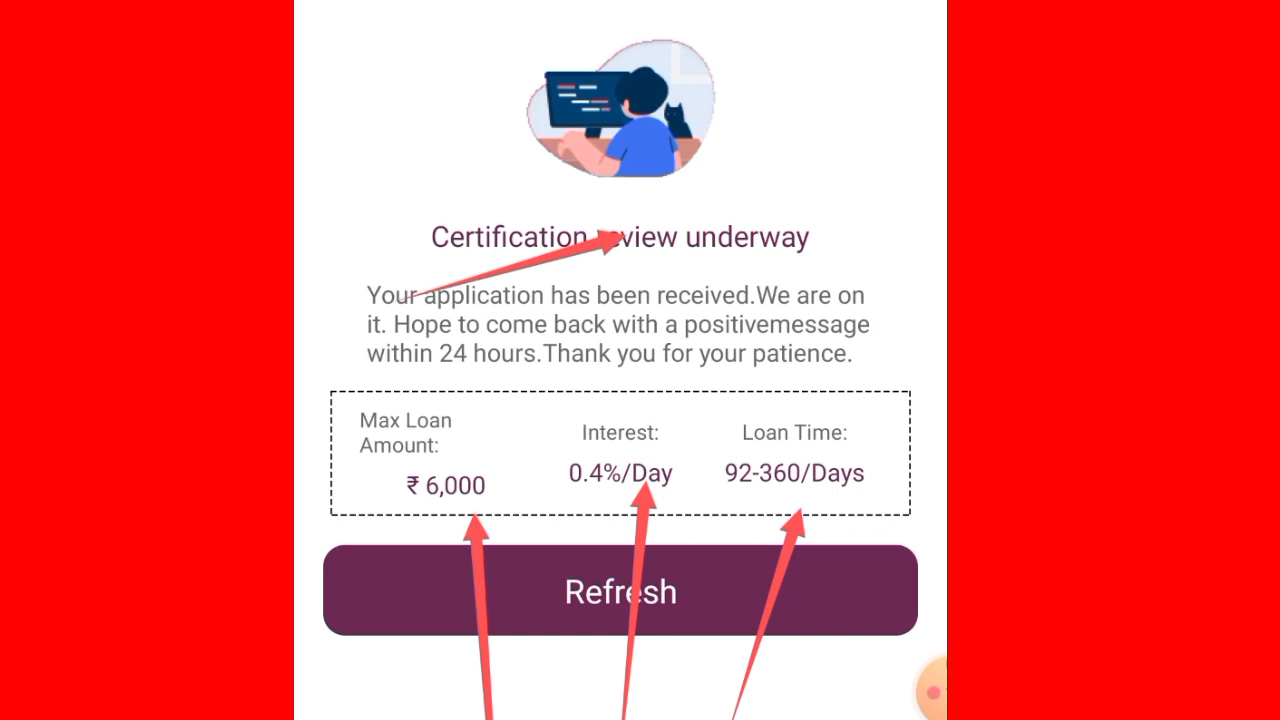 Certification review underway
Your application has been received.We are on
it. Hope to come back with a positivemessage
within 24 hours.Thank you for your patience.
Max Loan
Amount:
₹ 6,000
Interest:
0.4%/Day
Loan Time:
92-360/Days
Refresh